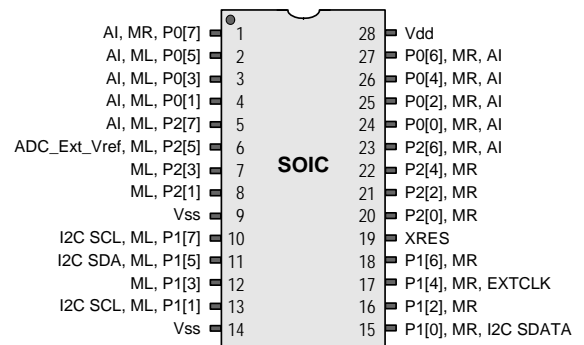 AI, MR, P0[7] 1 28 Vdd
AI, ML, P0[5] 2 27 P0[6], MR, AI
AI, ML, P0[3] 3 26 P0[4], MR, AI
AI, ML, P0[1] 4 25 P0[2], MR, AI
AI, ML, P2[7] 5 24 P0[0], MR, AI
ADC_Ext_Vref, ML, P2[5] 6 23 P2[6], MR, AI
ML, P2[3] 7 SOIC 22 P2[4], MR
ML, P2[1] 8 21 P2[2], MR
Vss 9 20 P2[0], MR
I2C SCL, ML, P1[7] 10 19 XRES
I2C SDA, ML, P1[5] 11 18 P1[6], MR
ML, P1[3] 12 17 P1[4], MR, EXTCLK
I2C SCL, ML, P1[1] 13 16 P1[2], MR
Vss 14 15 P1[0], MR, I2C SDATA